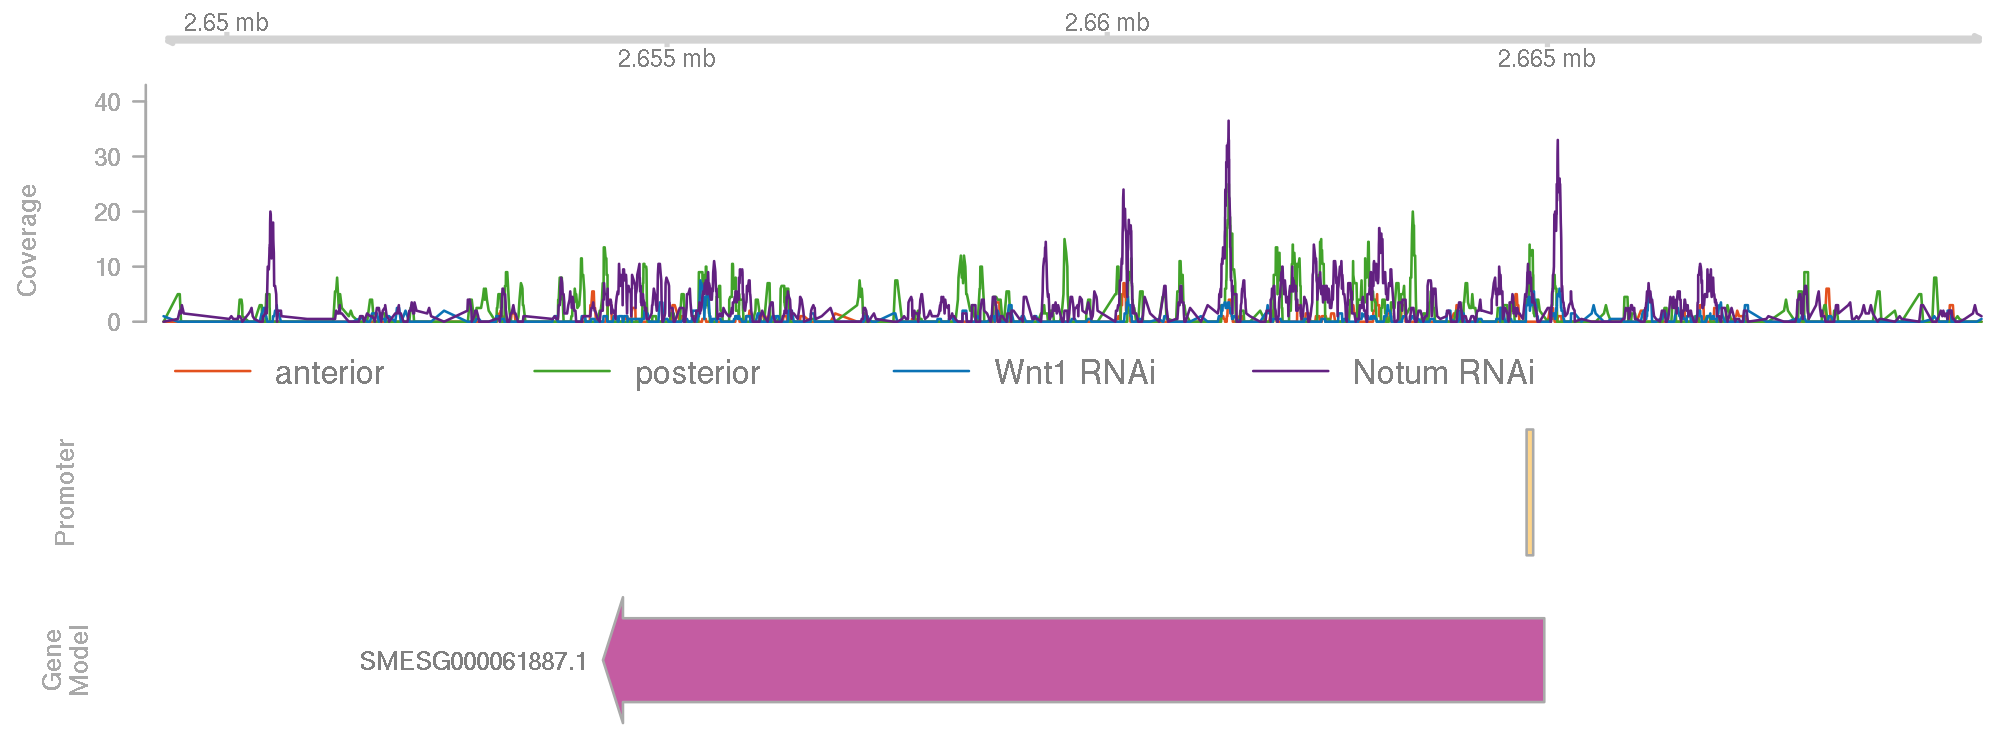 2.65 mb
2.66 mb
2.655 mb
2.665 mb
Coverage
40
30
20
10
0
anterior posterior Wnt1 RNAi Notum RNAi
Promoter
Gene
Model
SMESG000061887.1